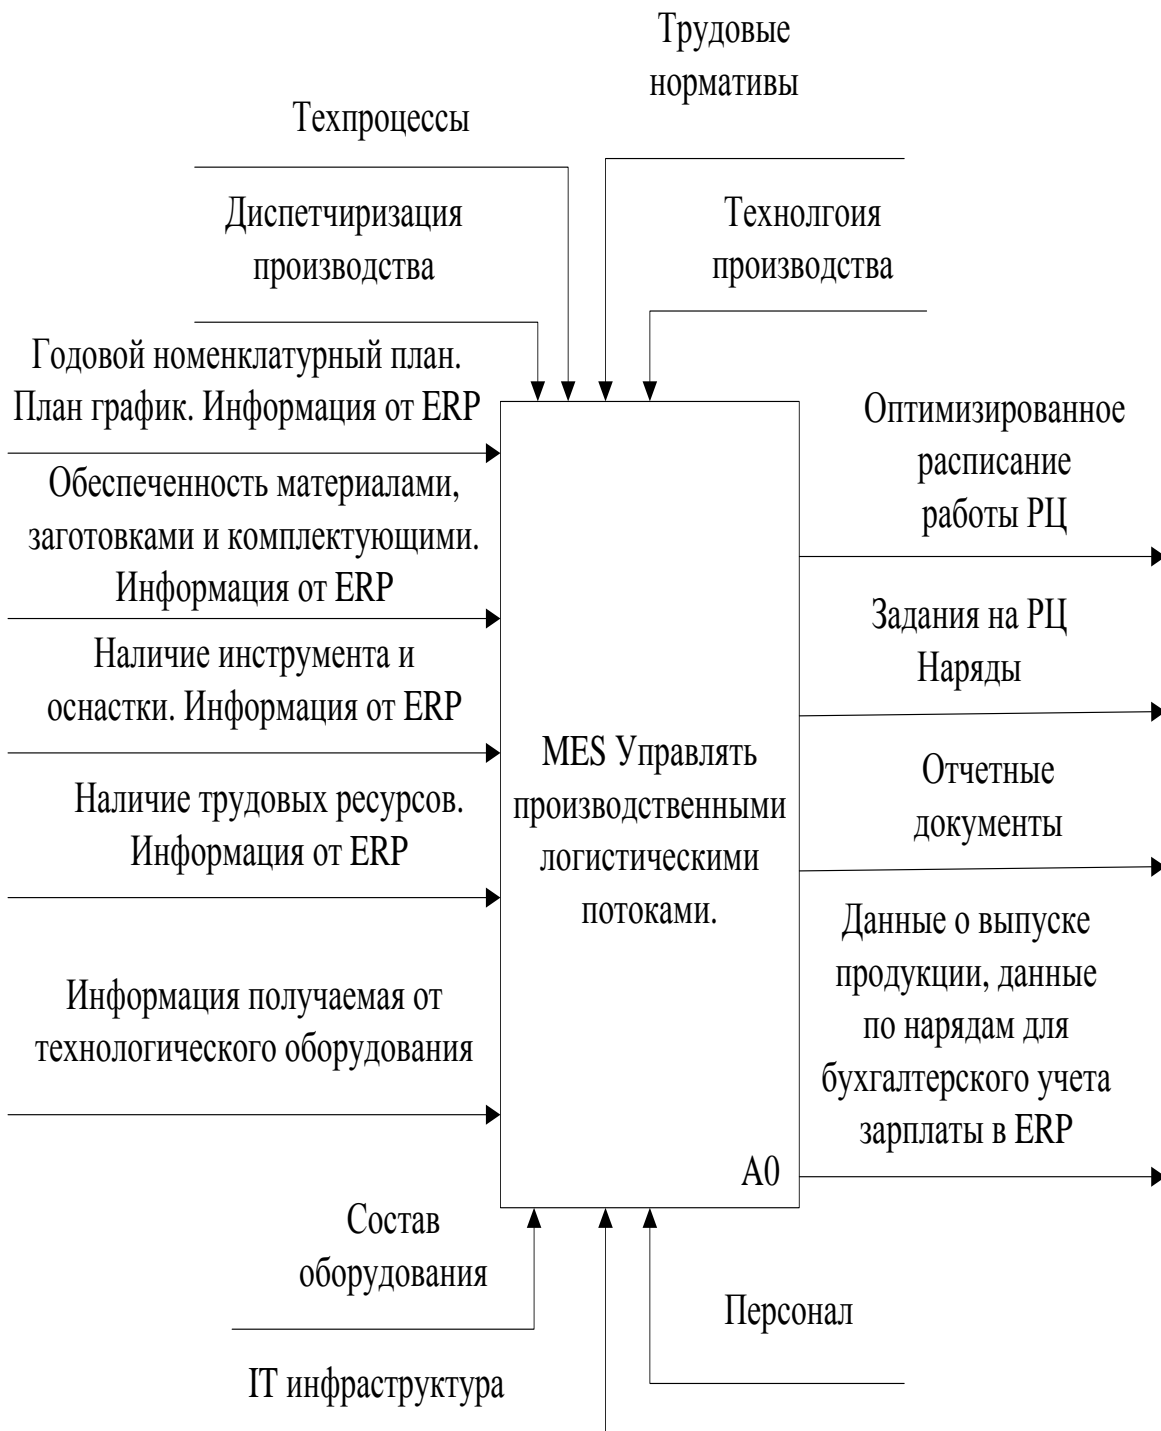 Трудовые
нормативы
Техпроцессы
Диспетчиризация
производства
Технолгоия
производства
Годовой номенклатурный план.
План график. Информация от ERP
Обеспеченность материалами,
заготовками и комплектующими.
Информация от ERP
Наличие инструмента и
оснастки. Информация от ERP
Наличие трудовых ресурсов.
Информация от ERP
Информация получаемая от
технологического оборудования
MES Управлять
производственными
логистическими
потоками.
A0
Оптимизированное
расписание
работы РЦ
Задания на РЦ
Наряды
Отчетные
документы
Данные о выпуске
продукции, данные
по нарядам для
бухгалтерского учета
зарплаты в ERP
Состав
оборудования
IT инфраструктура
Персонал